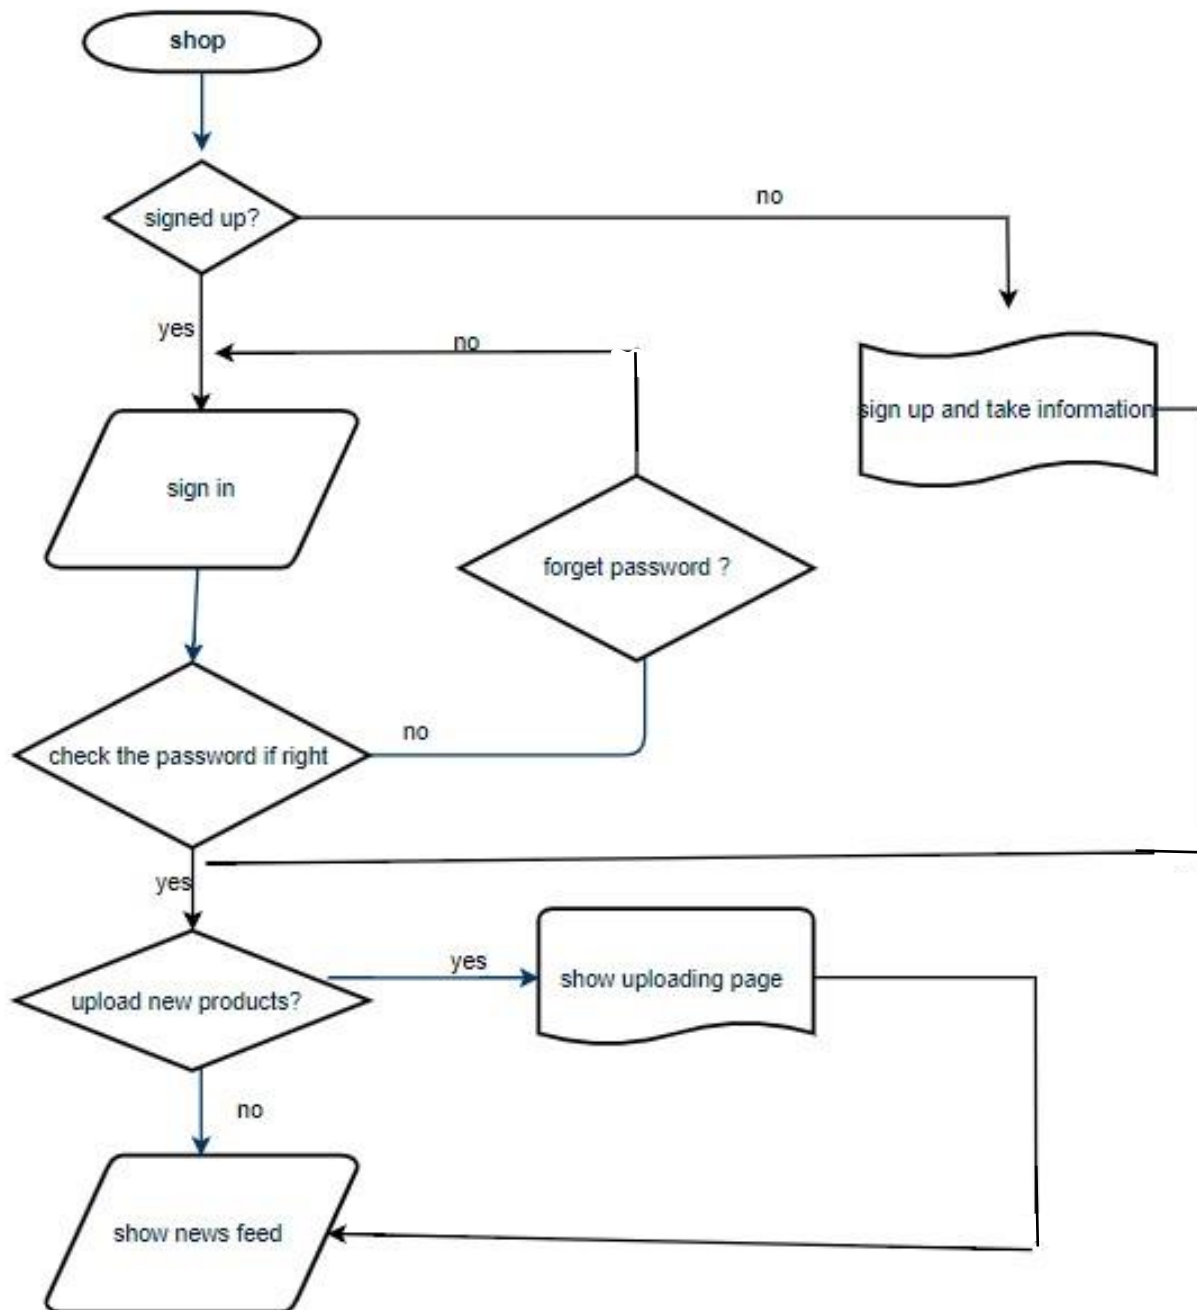 shop
signed up?
no
yes
no
sign up and take information
sign in
forget password ?
check the password if right
no
yes
upload new products?
yes
show uploading page
no
show news feed